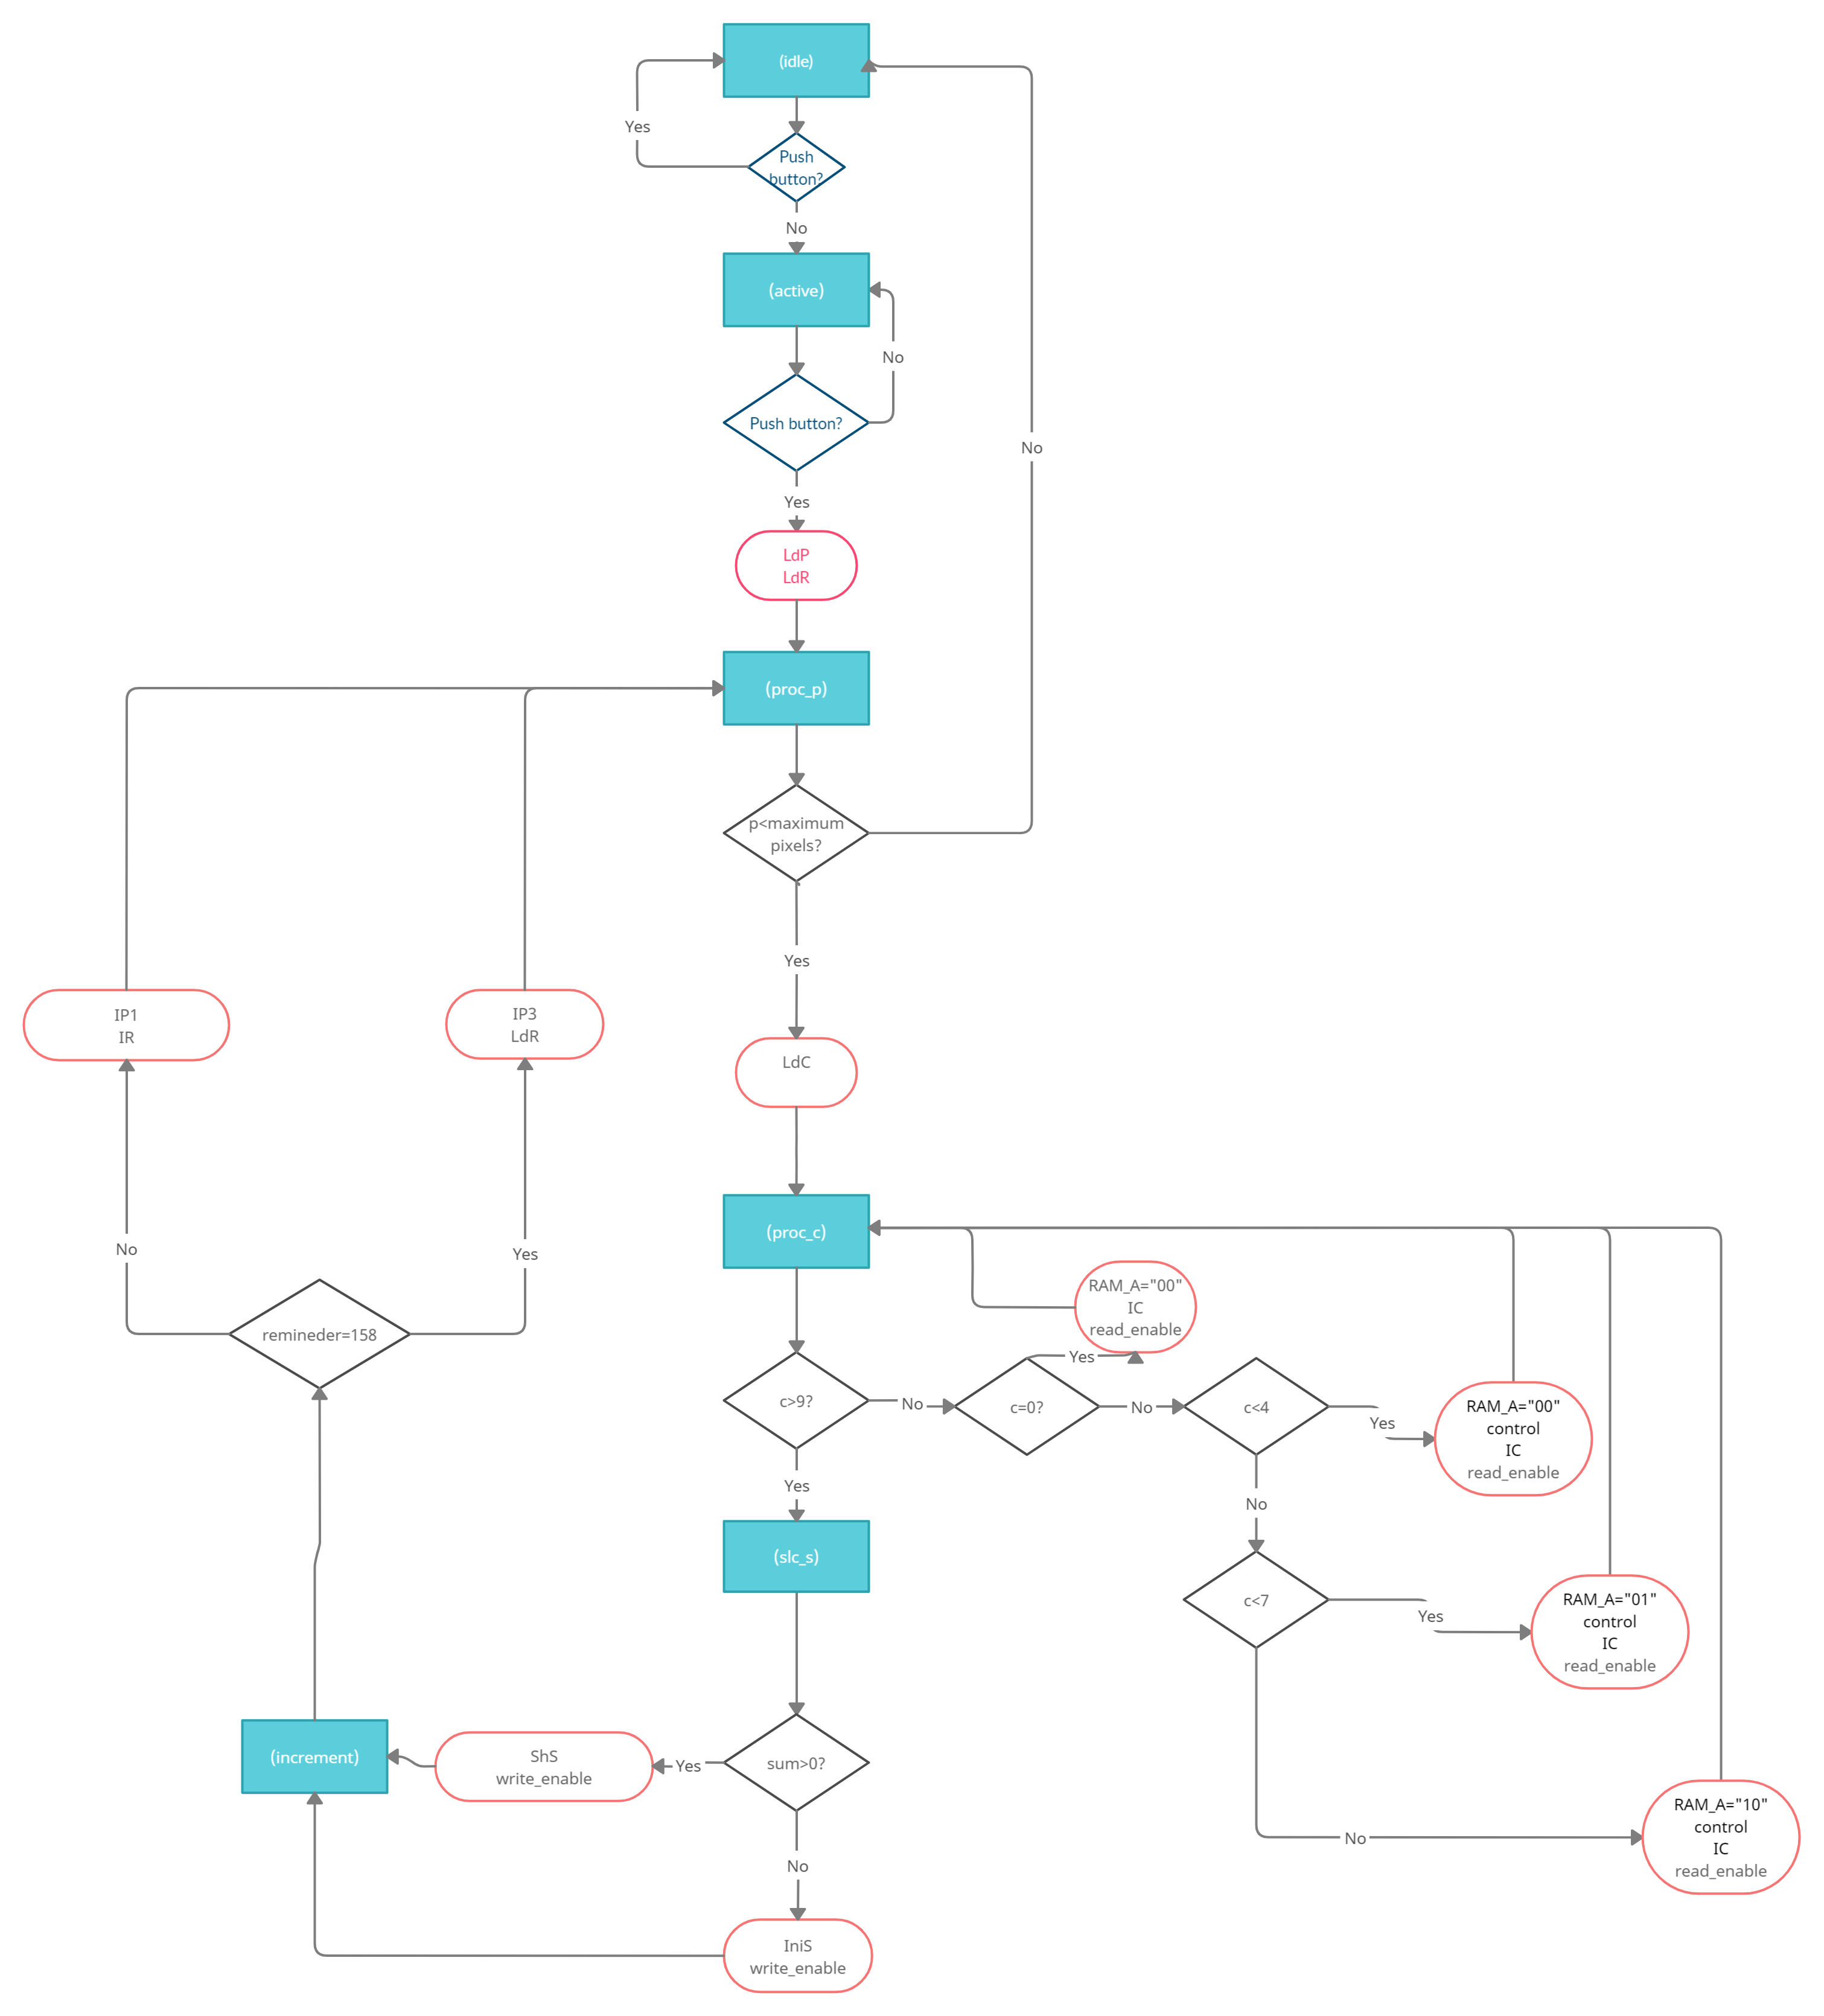 (idle)
Yes
Push
button?
No
(active)
No
Push button?
No
Yes
LdP
LdR
(proc_p)
p<maximum
pixels?
Yes
IP1
IR
IP3
LdR
LdC
(proc_c)
No
Yes
RAM_A="00"
IC
read_enable
remineder=158
Yes
c>9?
No
c=0?
No
c<4
Yes
RAM_A="00"
control
IC
read_enable
Yes
No
(slc_s)
c<7
Yes
RAM_A="01"
control
IC
read_enable
(increment)
ShS
write_enable
Yes
sum>0?
RAM_A="10"
control
IC
read_enable
No
No
IniS
write_enable